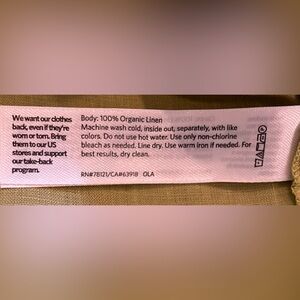 We want our clothes
back, even if they're
worn or torn. Bring
them to our US
stores and support
our take-back
program.
Body: 100% Organic Linen
Machine wash cold, inside out, separately, with like
colors. Do not use hot water. Use only non-chlorine
bleach as needed. Line dry. Use warm iron if needed. For
best results, dry clean.
RN#78121/CA#63918 OLA